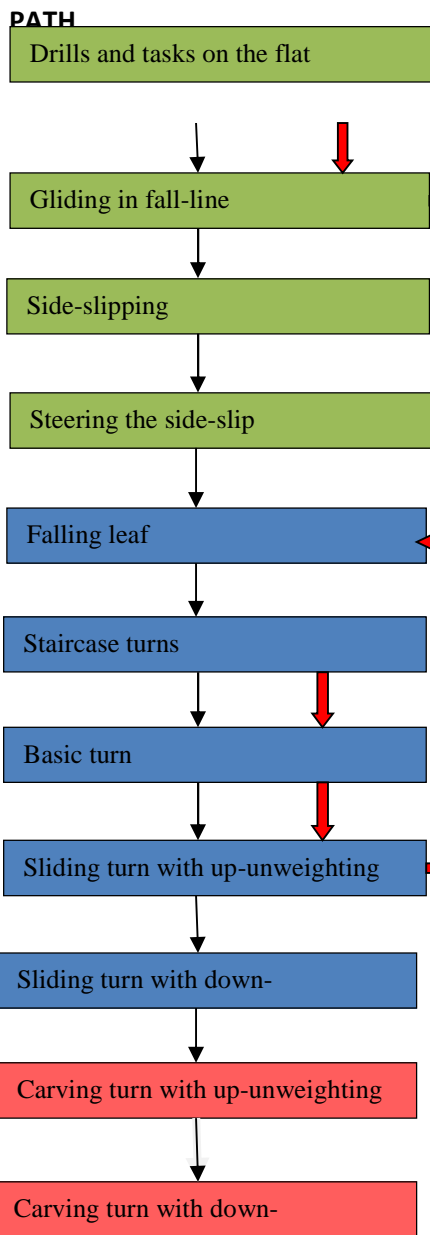 PATH
Drills and tasks on the flat
Gliding in fall-line
Side-slipping
Steering the side-slip
Falling leaf
Staircase turns
Basic turn
Sliding turn with up-unweighting
Sliding turn with down-
Carving turn with up-unweighting
Carving turn with down-